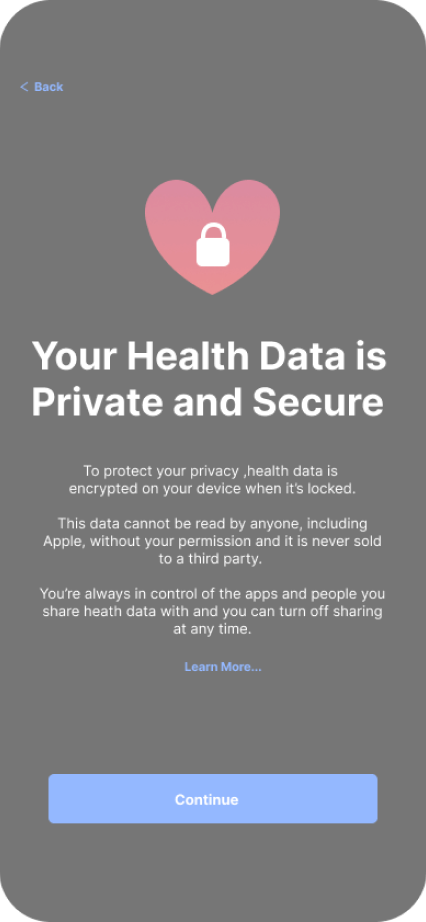 Back
Your Health Data is
Private and Secure
To protect your privacy ,health data is
encrypted on your device when it’s locked.
This data cannot be read by anyone, including
Apple, without your permission and it is never sold
to a third party.
You’re always in control of the apps and people you
share heath data with and you can turn off sharing
at any time.
Learn More...
Continue